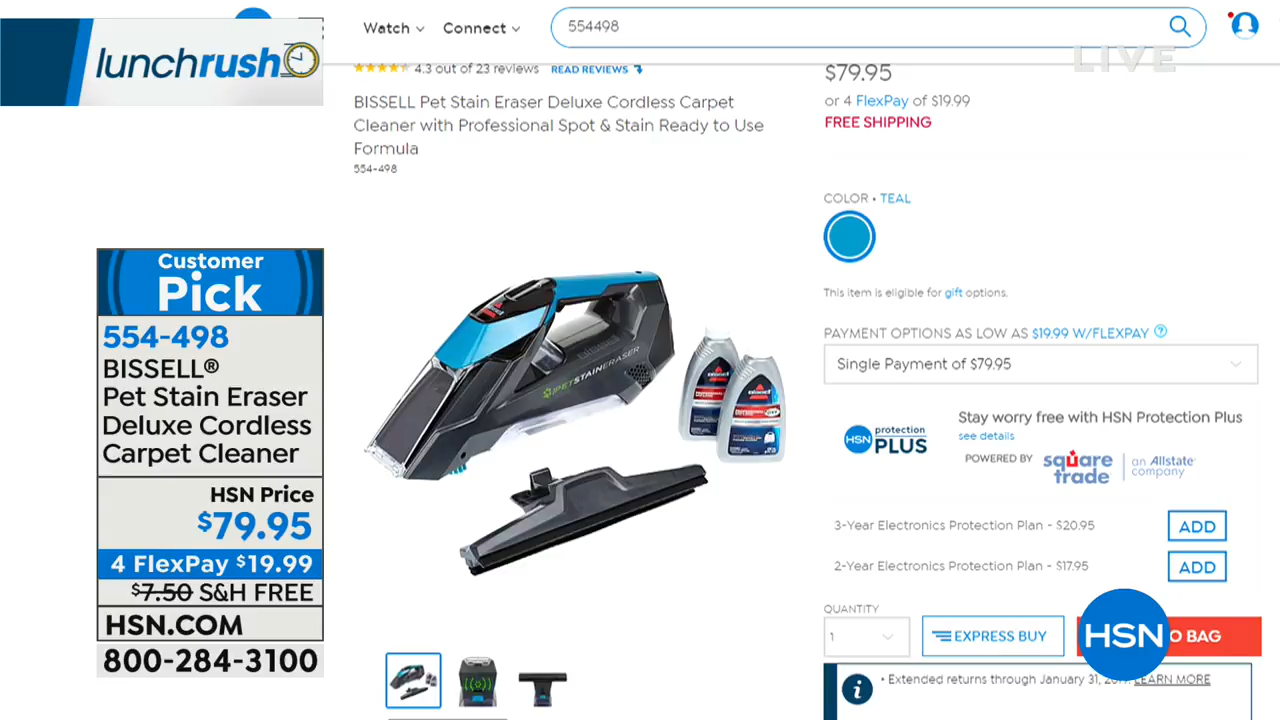 Watch
Connect
554498
lunchrush
LIVE
4.3 out of 23 reviews
READ REVIEWS
$79.95
BISSELL Pet Stain Eraser Deluxe Cordless Carpet
Cleaner with Professional Spot & Stain Ready to Use
Formula
554-498
or 4 FlexPay of $19.99
FREE SHIPPING
COLOR • TEAL
This item is eligible for gift options.
PAYMENT OPTIONS AS LOW AS $19.99 W/FLEXPAY ?
Single Payment of $79.95
HSN protection PLUS
Stay worry free with HSN Protection Plus
see details
POWERED BY
square trade
an Allstate company
3-Year Electronics Protection Plan - $20.95
ADD
2-Year Electronics Protection Plan - $17.95
ADD
QUANTITY
1
EXPRESS BUY
O BAG
HSN
• Extended returns through January 31,
LEARN MORE
Customer
Pick
554-498
BISSELL®
Pet Stain Eraser
Deluxe Cordless
Carpet Cleaner
HSN Price
$79.95
4 FlexPay $19.99
$7.50 S&H FREE
HSN.COM
800-284-3100
BISSELL
PETSTAINERASER
BISSELL
BISSELL